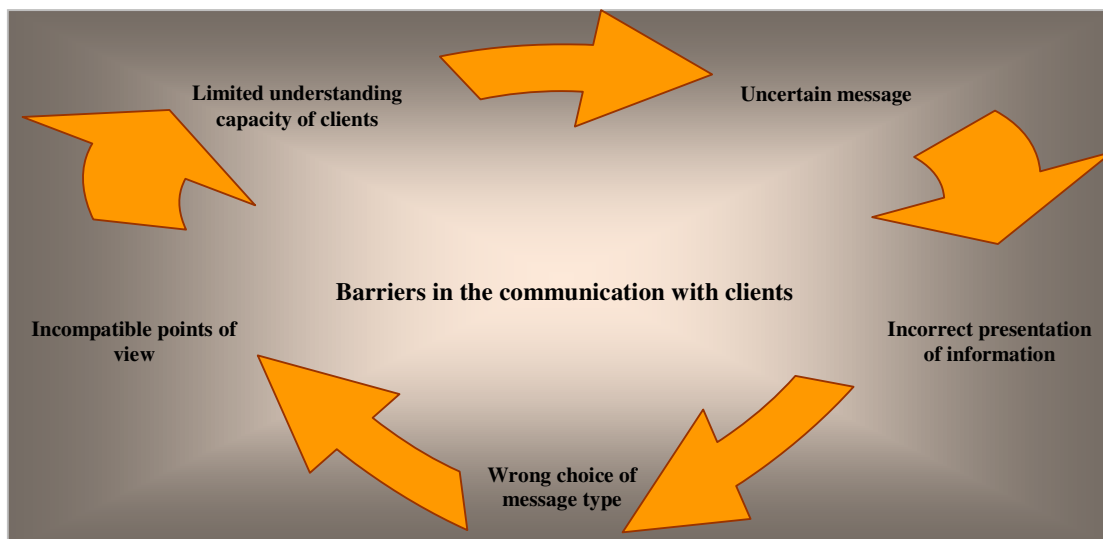 Limited understanding
capacity of clients
Uncertain message
Barriers in the communication with clients
Incompatible points of
view
Incorrect presentation
of information
Wrong choice of
message type